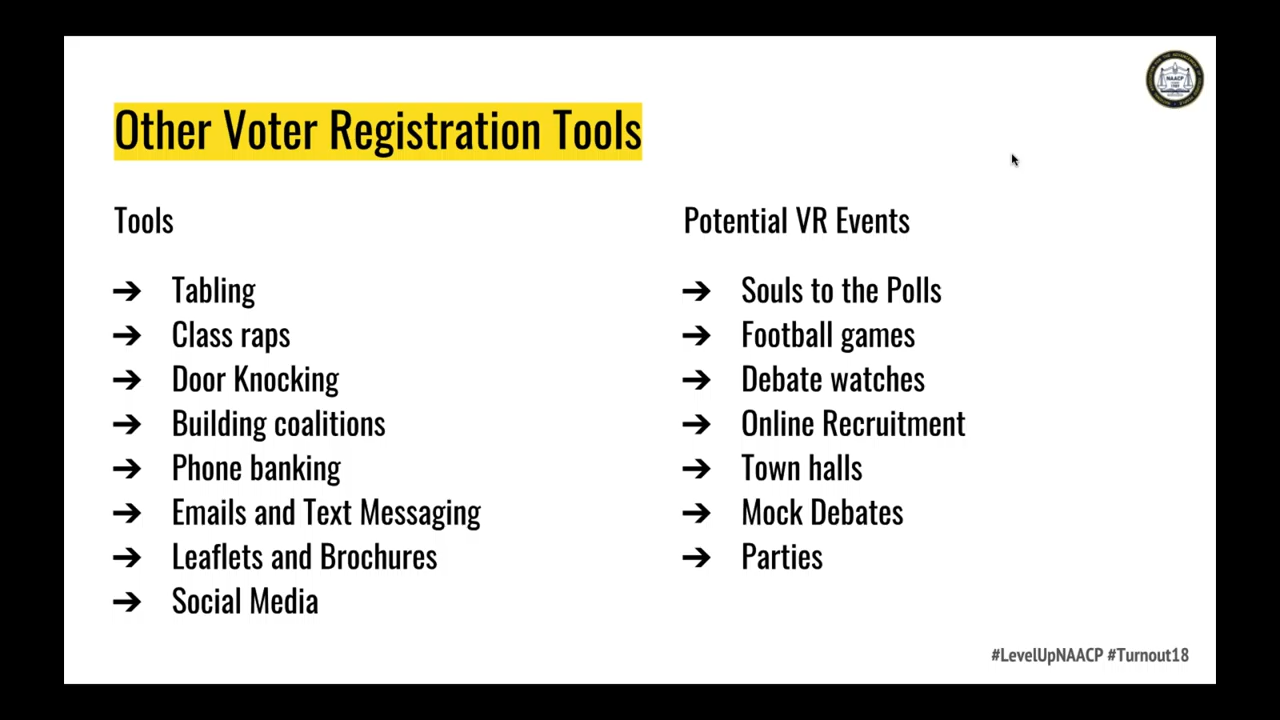 NAACP
Other Voter Registration Tools
Tools
➔ Tabling
➔ Class raps
➔ Door Knocking
➔ Building coalitions
➔ Phone banking
➔ Emails and Text Messaging
➔ Leaflets and Brochures
➔ Social Media
Potential VR Events
➔ Souls to the Polls
➔ Football games
➔ Debate watches
➔ Online Recruitment
➔ Town halls
➔ Mock Debates
➔ Parties
#LevelUpNAACP #Turnout18